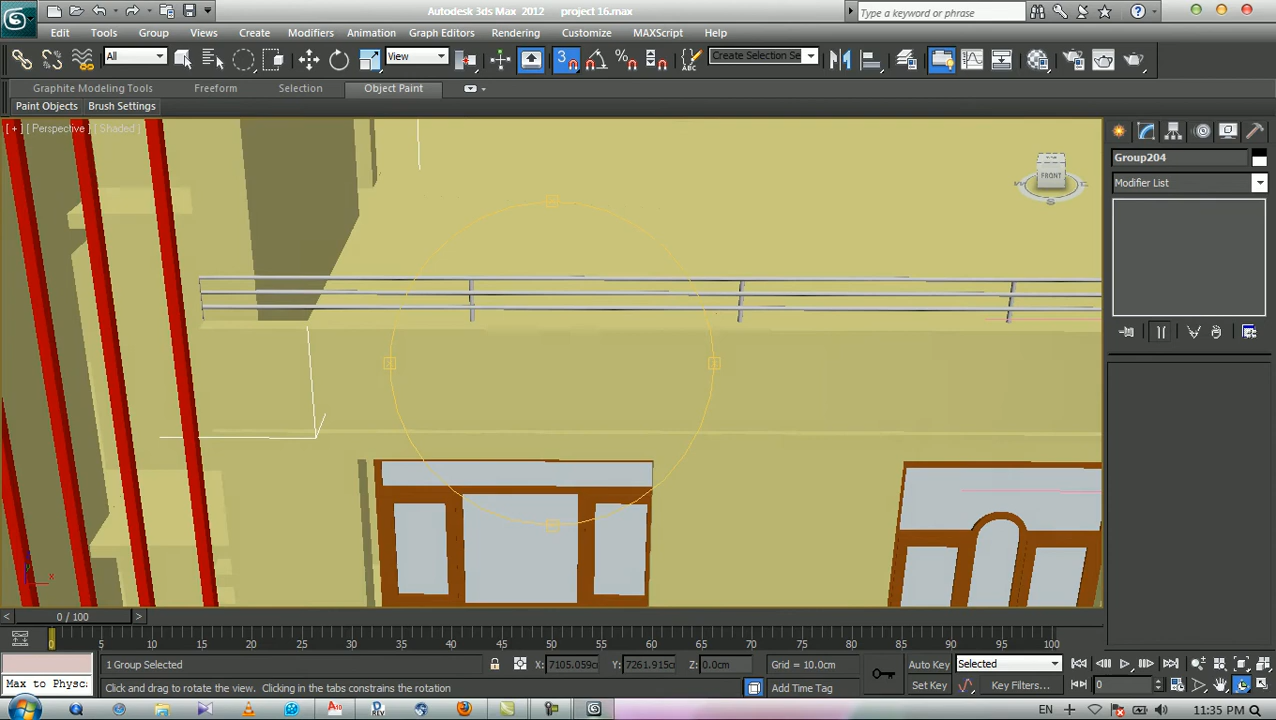 Autodesk 3ds Max 2012 project 16.max
Type a keyword or phrase
Edit Tools Group Views Create Modifiers Animation Graph Editors Rendering Customize MAXScript Help
All View 3 Create Selection Se
Graphite Modeling Tools Freeform Selection Object Paint
Paint Objects Brush Settings
[ + ] [ Perspective ] [ Shaded ]
FRONT
Group204
Modifier List
x
0 / 100
0 5 10 15 20 25 30 35 40 45 50 55 60 65 70 75 80 85 90 95 100
1 Group Selected X: 7105.059c Y: 7261.915c Z: 0.0cm Grid = 10.0cm Auto Key Selected
Max to Physc: Click and drag to rotate the view. Clicking in the tabs constrains the rotation Add Time Tag Set Key Key Filters... 0
EN 11:35 PM